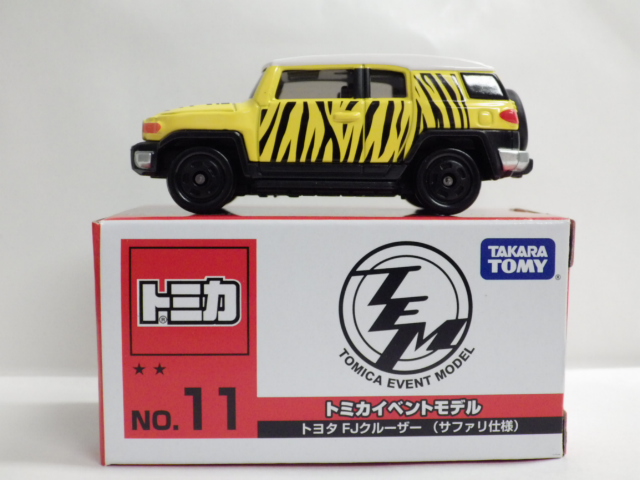 TAKARA
TOMY
トミカ
TEM
TOMICA EVENT MODEL
★★
NO. 11
トミカイベントモデル
トヨタ FJクルーザー (サファリ仕様)